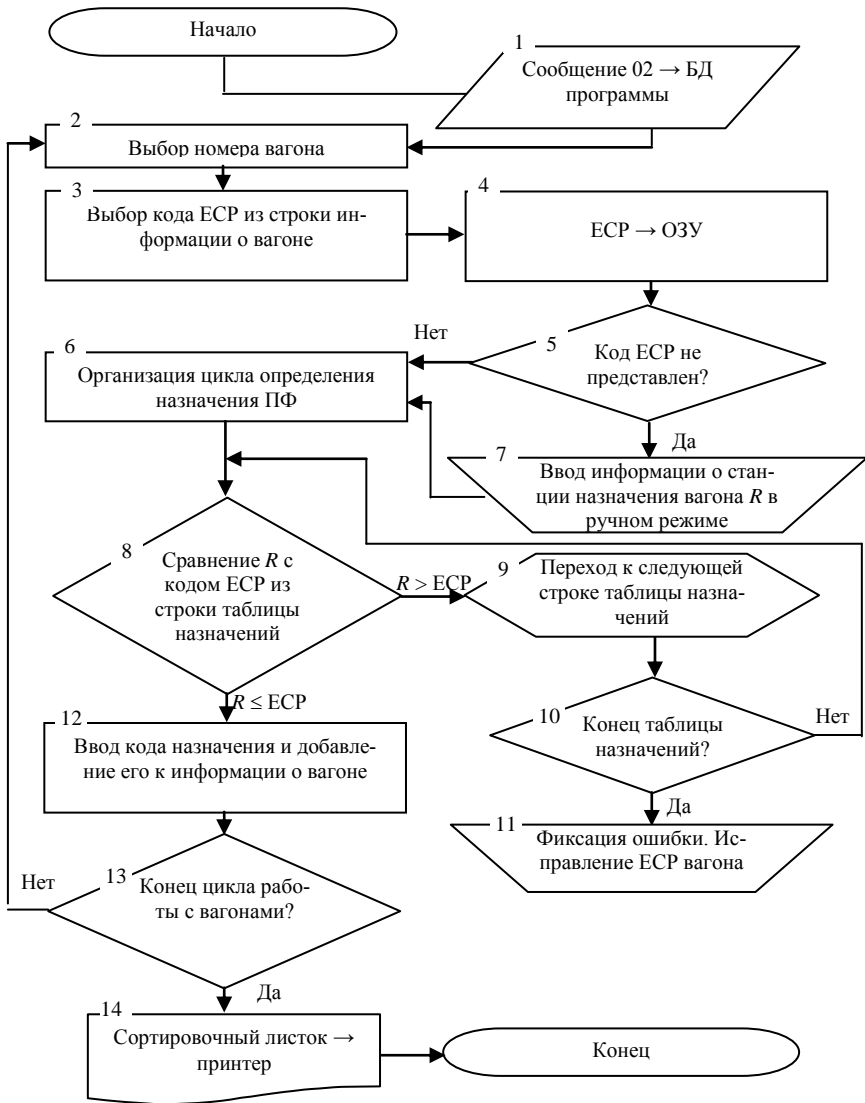 Начало
1
Сообщение 02 → БД
программы
2
Выбор номера вагона
3
Выбор кода ЕСР из строки ин-
формации о вагоне
4
ЕСР → ОЗУ
5
Код ЕСР не
представлен?
Нет
Да
6
Организация цикла определения
назначения ПФ
7
Ввод информации о стан-
ции назначения вагона R в
ручном режиме
8
Сравнение R с
кодом ЕСР из
строки таблицы
назначений
R > ЕСР
R ≤ ЕСР
9
Переход к следующей
строке таблицы назна-
чений
10
Конец таблицы
назначений?
Нет
Да
11
Фиксация ошибки. Ис-
правление ЕСР вагона
12
Ввод кода назначения и добавле-
ние его к информации о вагоне
13
Конец цикла рабо-
ты с вагонами?
Нет
Да
14
Сортировочный листок →
принтер
Конец